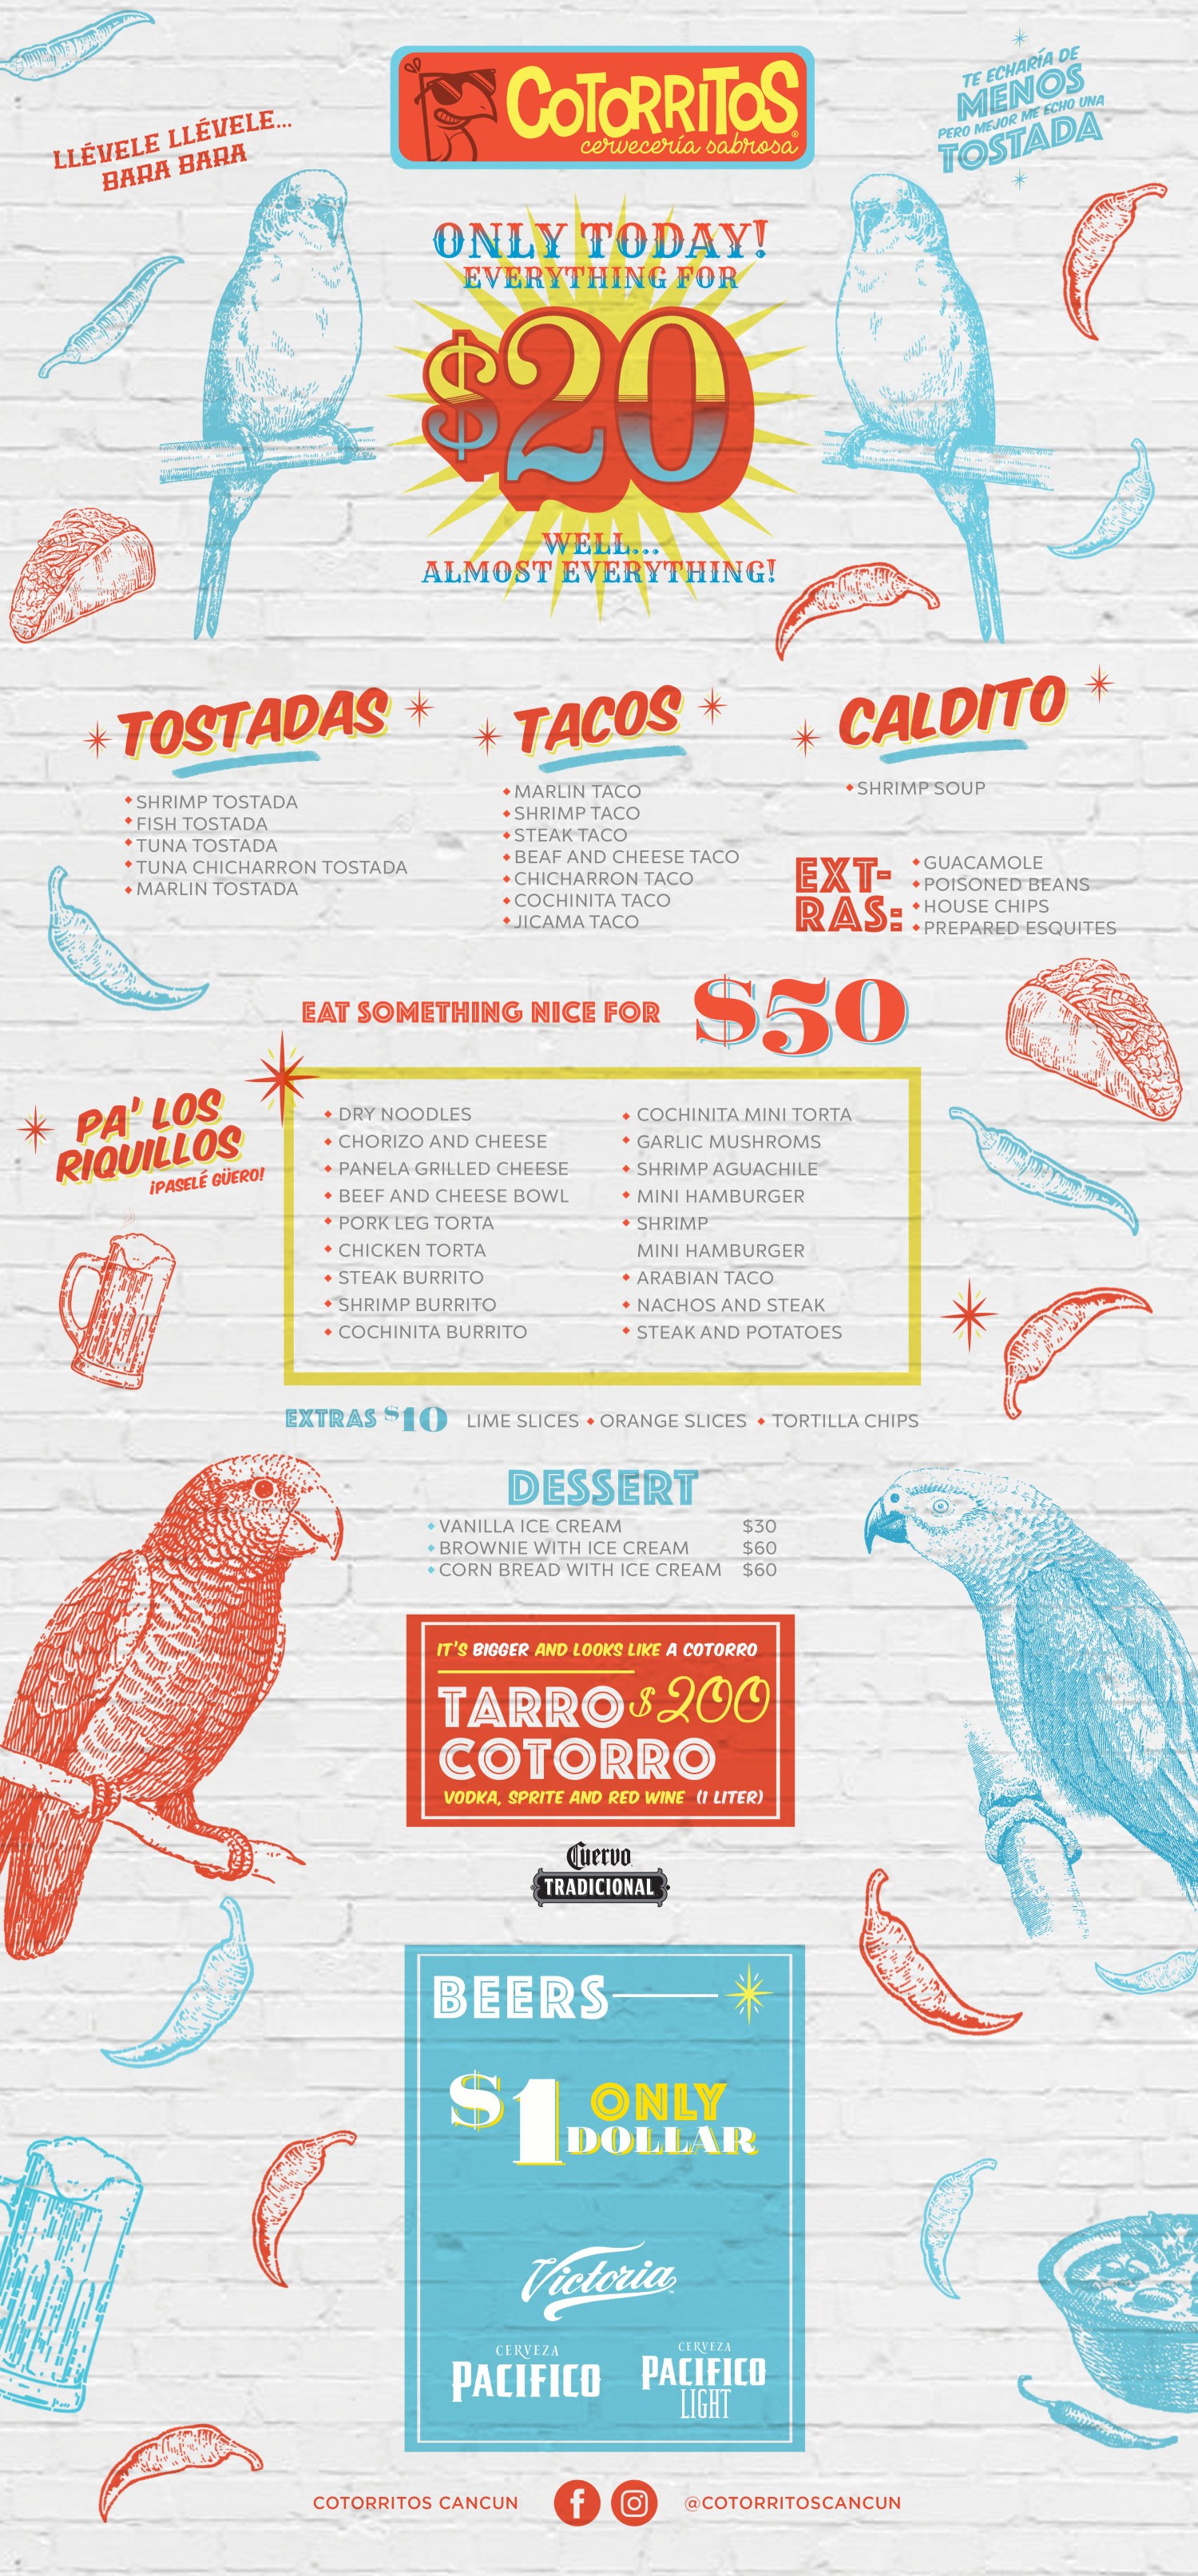 LLÉVELE LLÉVELE...
BARA BARA
COTORRITOS
cervecería sabrosa
TE ECHARÍA DE
MENOS
PERO MEJOR ME ECHO UNA
TOSTADA
ONLY TODAY!
EVERYTHING FOR
$20
WELL...
ALMOST EVERYTHING!
TOSTADAS
SHRIMP TOSTADA
FISH TOSTADA
TUNA TOSTADA
TUNA CHICHARRON TOSTADA
MARLIN TOSTADA
TACOS
MARLIN TACO
SHRIMP TACO
STEAK TACO
BEAF AND CHEESE TACO
CHICHARRON TACO
COCHINITA TACO
JICAMA TACO
CALDITO
SHRIMP SOUP
EXT-
RAS:
GUACAMOLE
POISONED BEANS
HOUSE CHIPS
PREPARED ESQUITES
EAT SOMETHING NICE FOR $50
PA' LOS
RIQUILLOS
¡PASELÉ GÜERO!
DRY NOODLES
CHORIZO AND CHEESE
PANELA GRILLED CHEESE
BEEF AND CHEESE BOWL
PORK LEG TORTA
CHICKEN TORTA
STEAK BURRITO
SHRIMP BURRITO
COCHINITA BURRITO
COCHINITA MINI TORTA
GARLIC MUSHROMS
SHRIMP AGUACHILE
MINI HAMBURGER
SHRIMP
MINI HAMBURGER
ARABIAN TACO
NACHOS AND STEAK
STEAK AND POTATOES
EXTRAS $10 LIME SLICES ORANGE SLICES TORTILLA CHIPS
DESSERT
VANILLA ICE CREAM $30
BROWNIE WITH ICE CREAM $60
CORN BREAD WITH ICE CREAM $60
IT'S BIGGER AND LOOKS LIKE A COTORRO
TARRO $200
COTORRO
VODKA, SPRITE AND RED WINE (1 LITER)
Cuervo
TRADICIONAL
BEERS
$1 ONLY
DOLLAR
Victoria
CERVEZA
PACIFICO
CERVEZA
PACIFICO
LIGHT
COTORRITOS CANCUN @COTORRITOSCANCUN